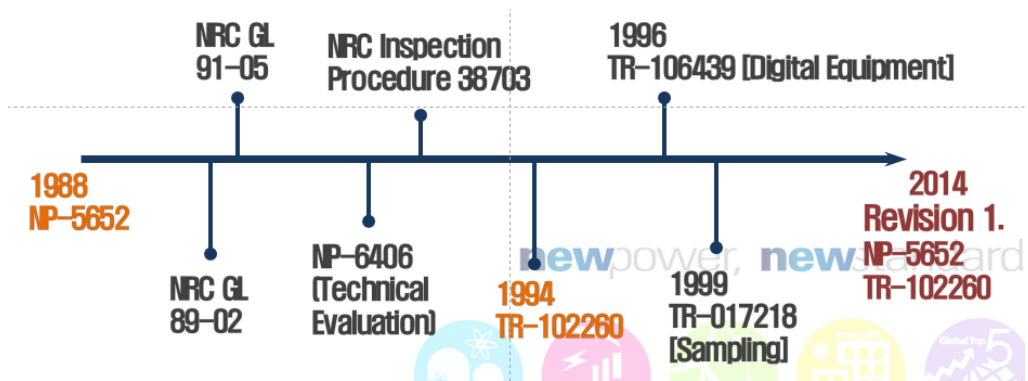 NRC GL
91-05
NRC Inspection
Procedure 38703
1996
TR-106439 [Digital Equipment]
1988
NP-5652
2014
Revision 1.
NP-5652
TR-102260
NRC GL
89-02
NP-6406
(Technical
Evaluation)
newpower, newstandard
1994
TR-102260
1999
TR-017218
[Sampling]
Power EPC
Global Top 5